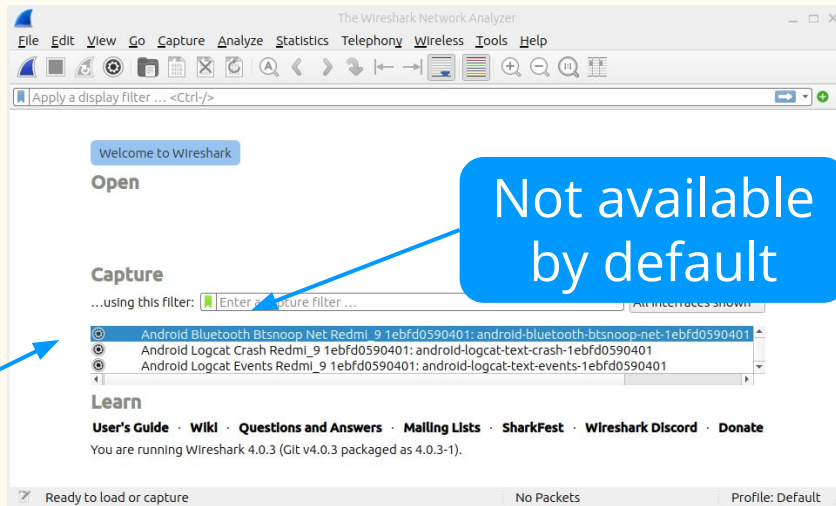 The Wireshark Network Analyzer
File Edit View Go Capture Analyze Statistics Telephony Wireless Tools Help
Apply a display filter … <Ctrl-/>
Welcome to Wireshark
Open
Not available
by default
Capture
…using this filter: Enter a capture filter …
All interfaces shown
Android Bluetooth Btsnoop Net Redmi_9 1ebfd0590401: android-bluetooth-btsnoop-net-1ebfd0590401
Android Logcat Crash Redmi_9 1ebfd0590401: android-logcat-text-crash-1ebfd0590401
Android Logcat Events Redmi_9 1ebfd0590401: android-logcat-text-events-1ebfd0590401
Learn
User's Guide · Wiki · Questions and Answers · Mailing Lists · SharkFest · Wireshark Discord · Donate
You are running Wireshark 4.0.3 (Git v4.0.3 packaged as 4.0.3-1).
Ready to load or capture No Packets Profile: Default